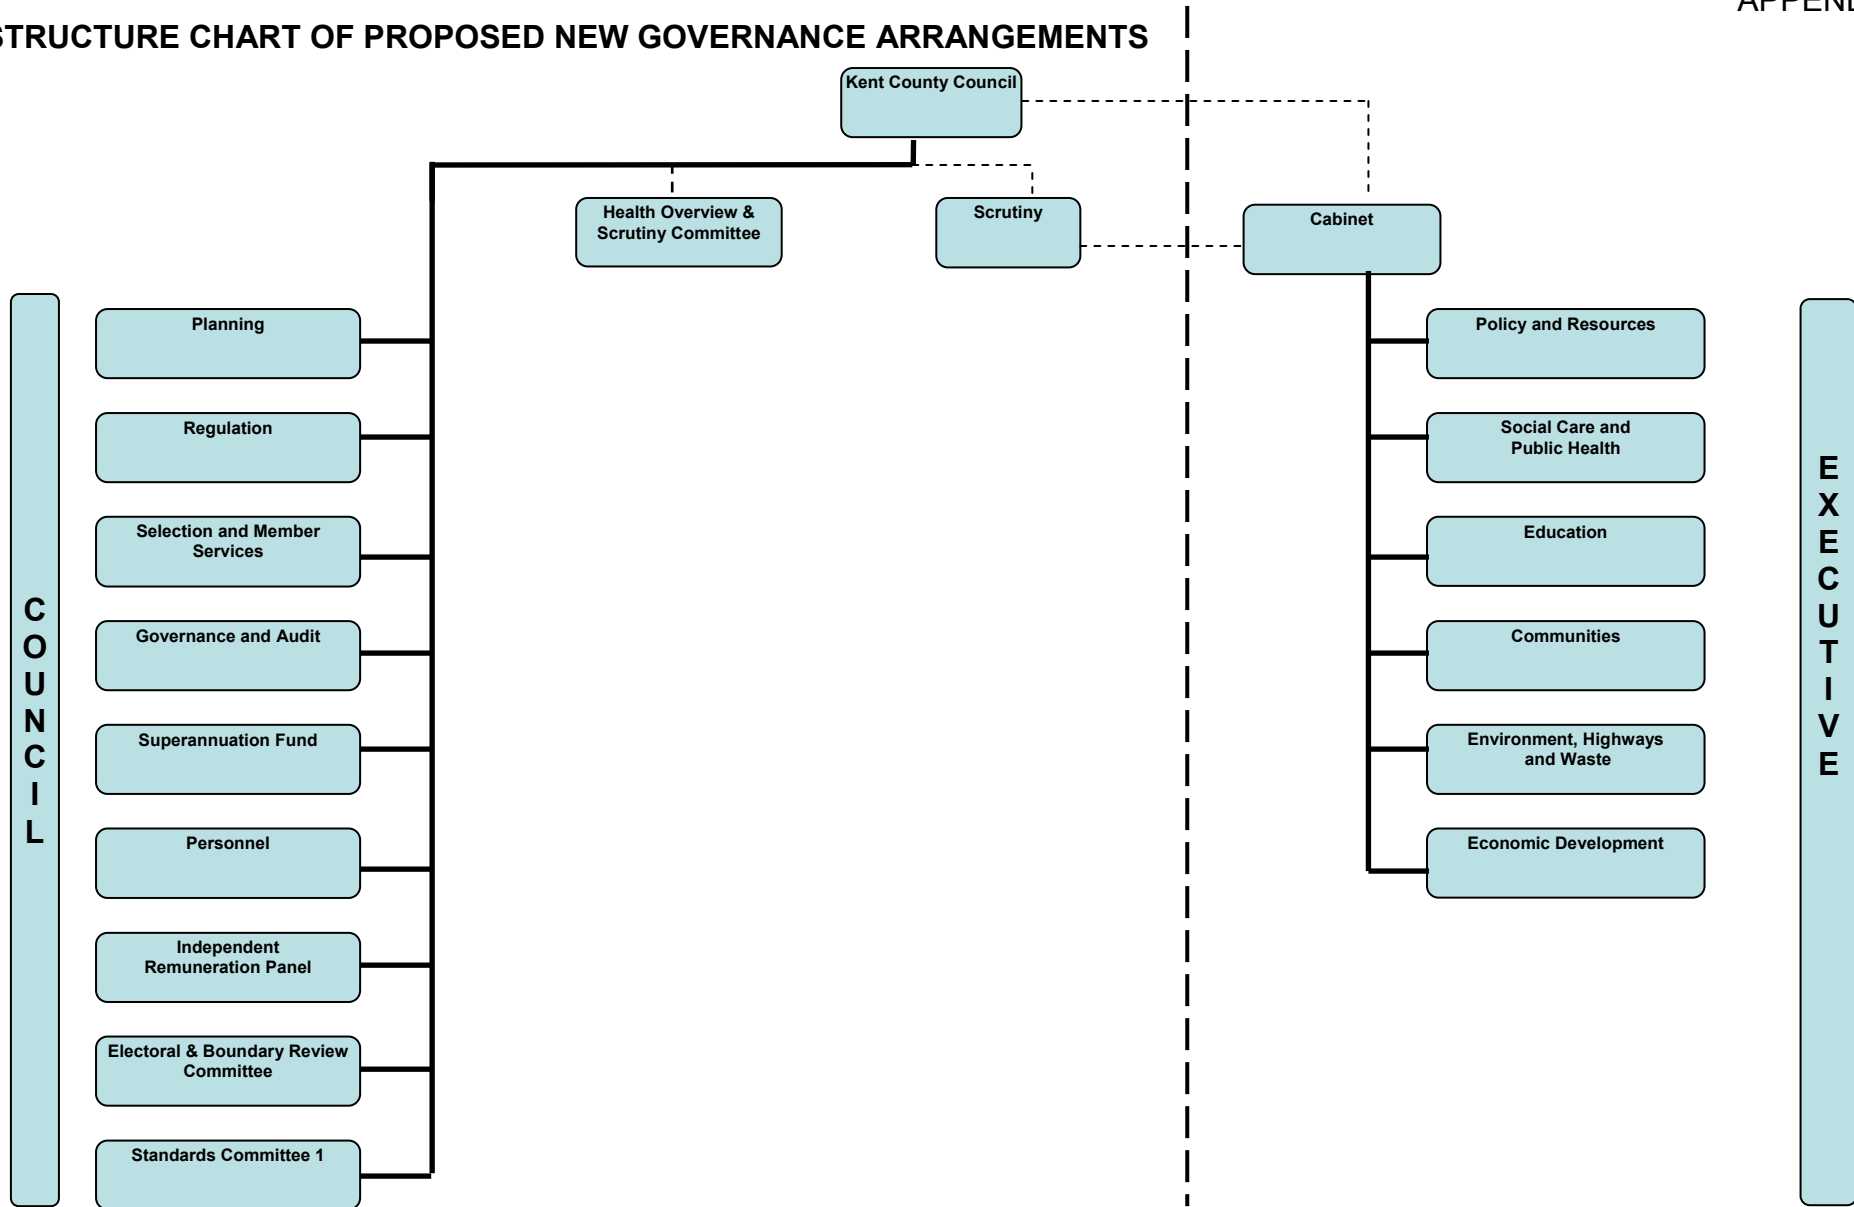 APPEND
STRUCTURE CHART OF PROPOSED NEW GOVERNANCE ARRANGEMENTS
Kent County Council
Health Overview &
Scrutiny Committee
Scrutiny
Cabinet
COUNCIL
Planning
Regulation
Selection and Member
Services
Governance and Audit
Superannuation Fund
Personnel
Independent
Remuneration Panel
Electoral & Boundary Review
Committee
Standards Committee 1
Policy and Resources
Social Care and
Public Health
Education
Communities
Environment, Highways
and Waste
Economic Development
EXECUTIVE